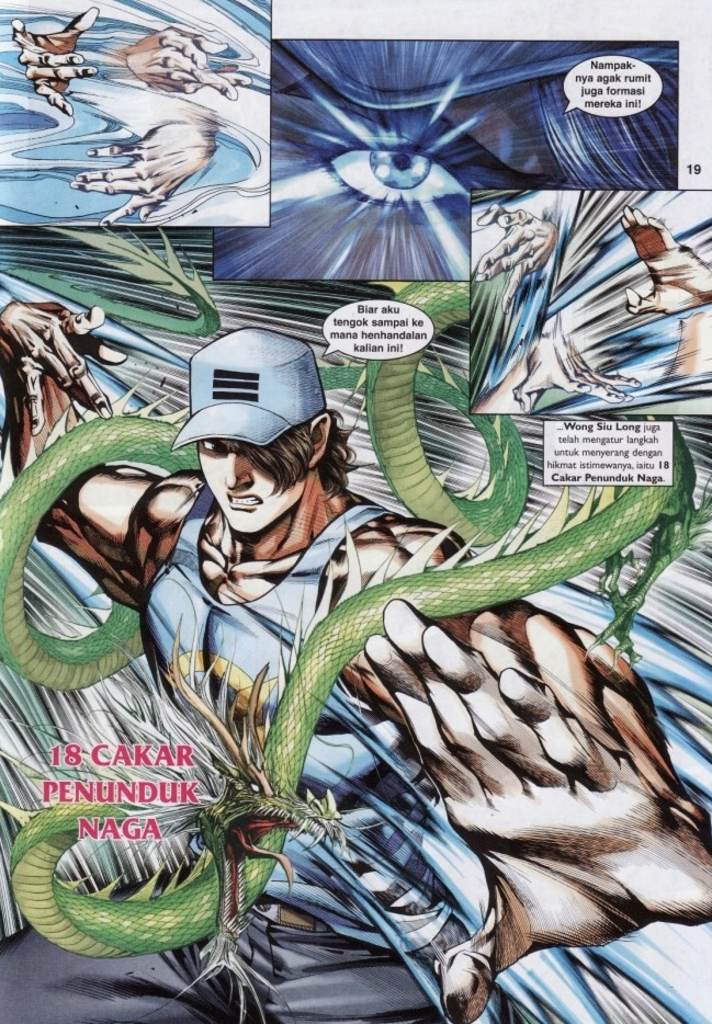 Nampak-
nya agak rumit
juga formasi
mereka ini!
19
Biar aku
tengok sampai ke
mana henhandalan
kalian ini!
...Wong Siu Long juga
telah mengatur langkah
untuk menyerang dengan
hikmat istimewanya, iaitu 18
Cakar Penunduk Naga.
18 CAKAR
PENUNDUK
NAGA